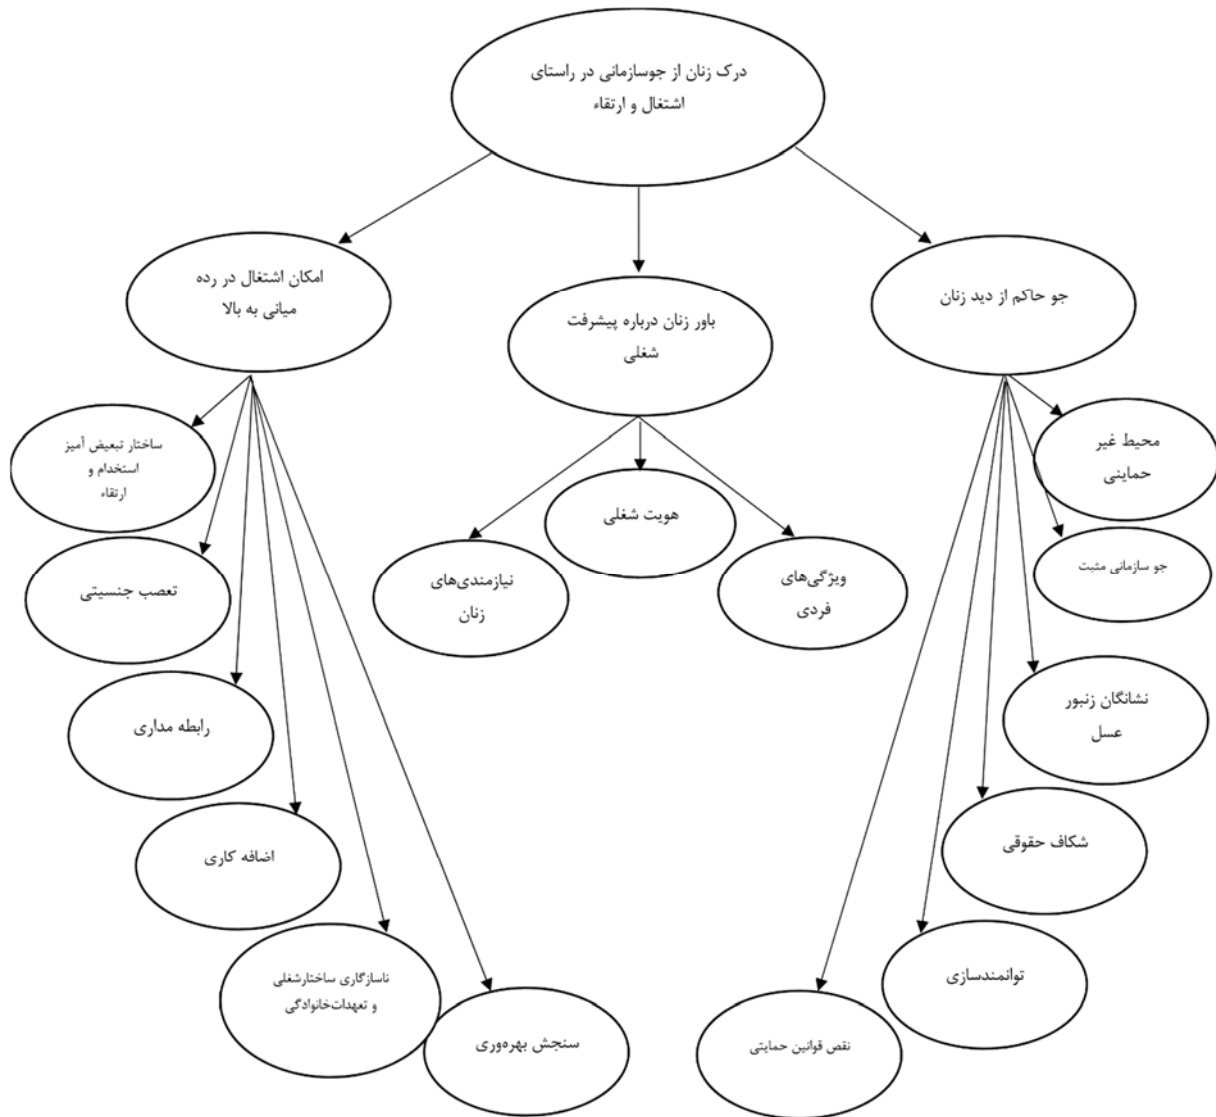 درک زنان از جوسازمانی در راستای
اشتغال و ارتقاء
جو حاکم از دید زنان
باور زنان درباره پیشرفت
شغلی
امکان اشتغال در رده
میانی به بالا
محیط غیر
حماینی
جو سازمانی مثبت
نشانگان زنبور
عسل
شکاف حقوقی
توانمندسازی
نقص قوانین حمایتی
ویژگی‌های
فردی
هویت شغلی
نیازمندی‌های
زنان
ساختار تبعیض آمیز
استخدام و
ارتقاء
تعصب جنسیتی
رابطه مداری
اضافه کاری
ناسازگاری ساختارشغلی
و تعهدات‌خانوادگی
سنجش بهره‌وری